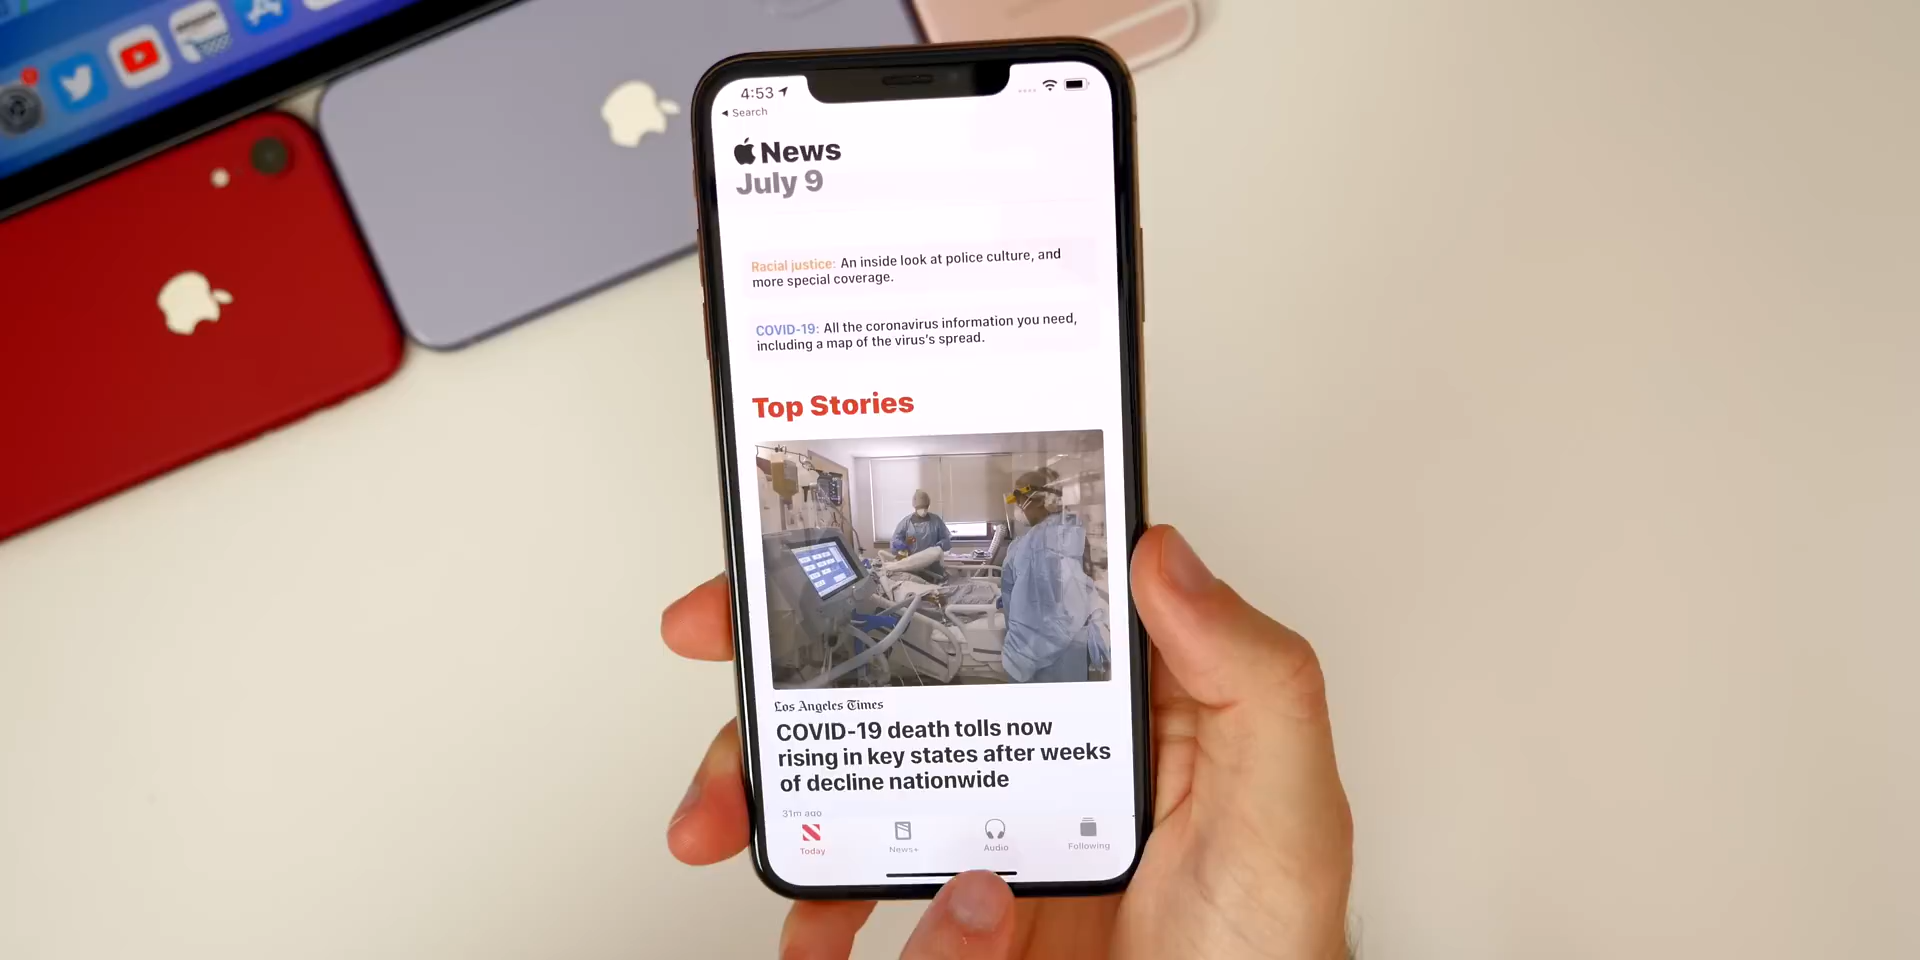 4:53
Search
News
July 9
Racial justice: An inside look at police culture, and
more special coverage.
COVID-19: All the coronavirus information you need,
including a map of the virus's spread.
Top Stories
Los Angeles Times
COVID-19 death tolls now
rising in key states after weeks
of decline nationwide
31m ago
Today
News+
Audio
Following